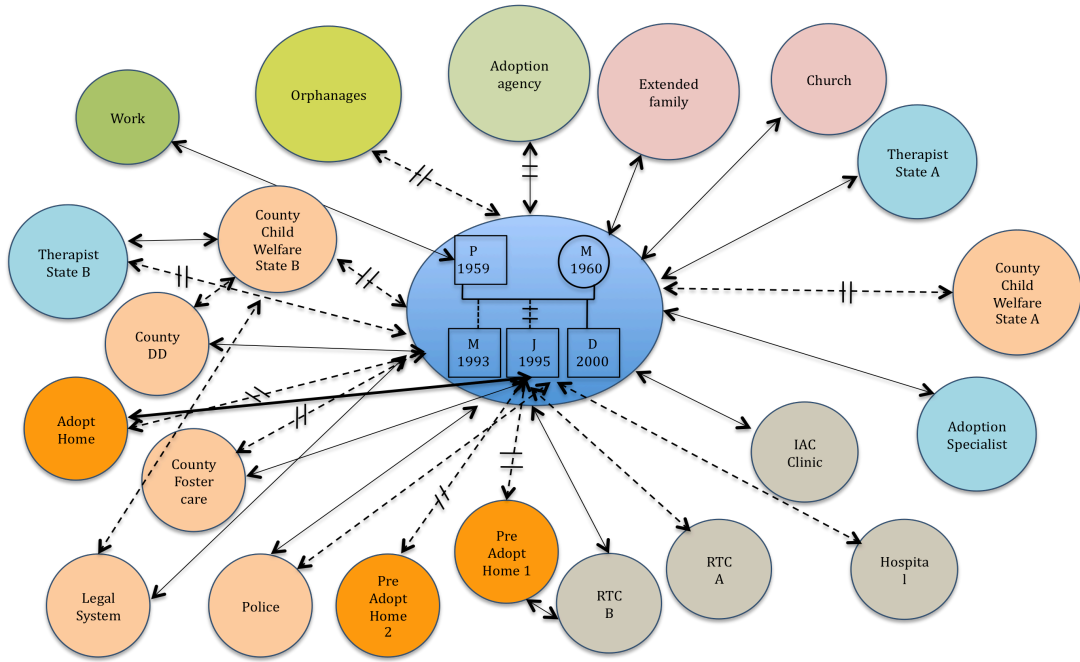 Work
Orphanages
Adoption
agency
Extended
family
Church
Therapist
State A
Therapist
State B
County
Child
Welfare
State B
P
1959
M
1960
County
Child
Welfare
State A
County
DD
M
1993
J
1995
D
2000
Adopt
Home
County
Foster
care
IAC
Clinic
Adoption
Specialist
Legal
System
Police
Pre
Adopt
Home
2
Pre
Adopt
Home 1
RTC
B
RTC
A
Hospita
l